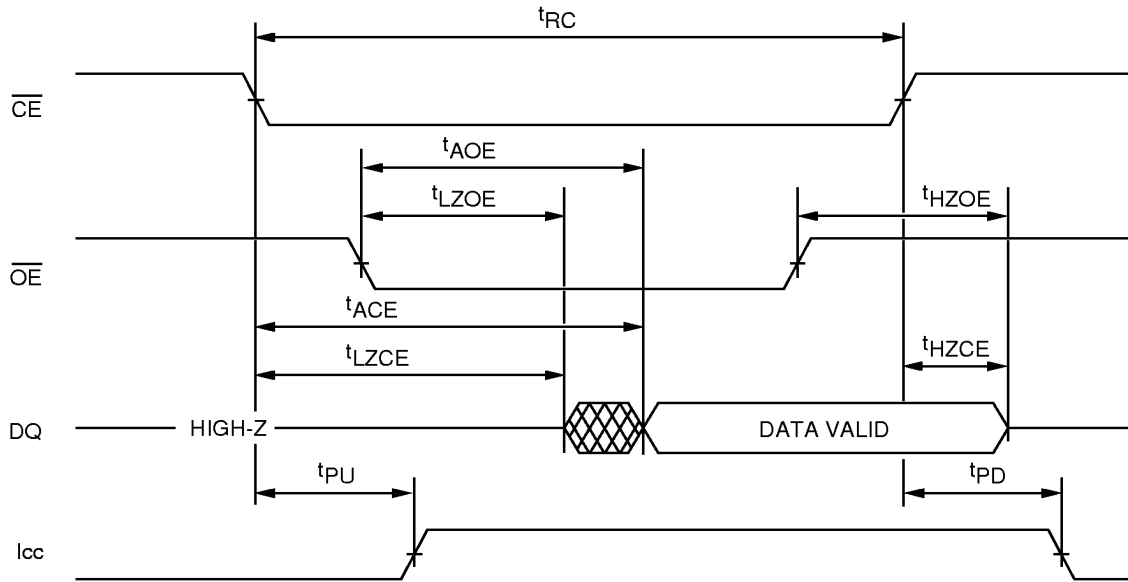 tRC
CE
tAOE
tLZOE
tHZOE
OE
tACE
tLZCE
tHZCE
DQ
HIGH-Z
DATA VALID
tPU
tPD
Icc